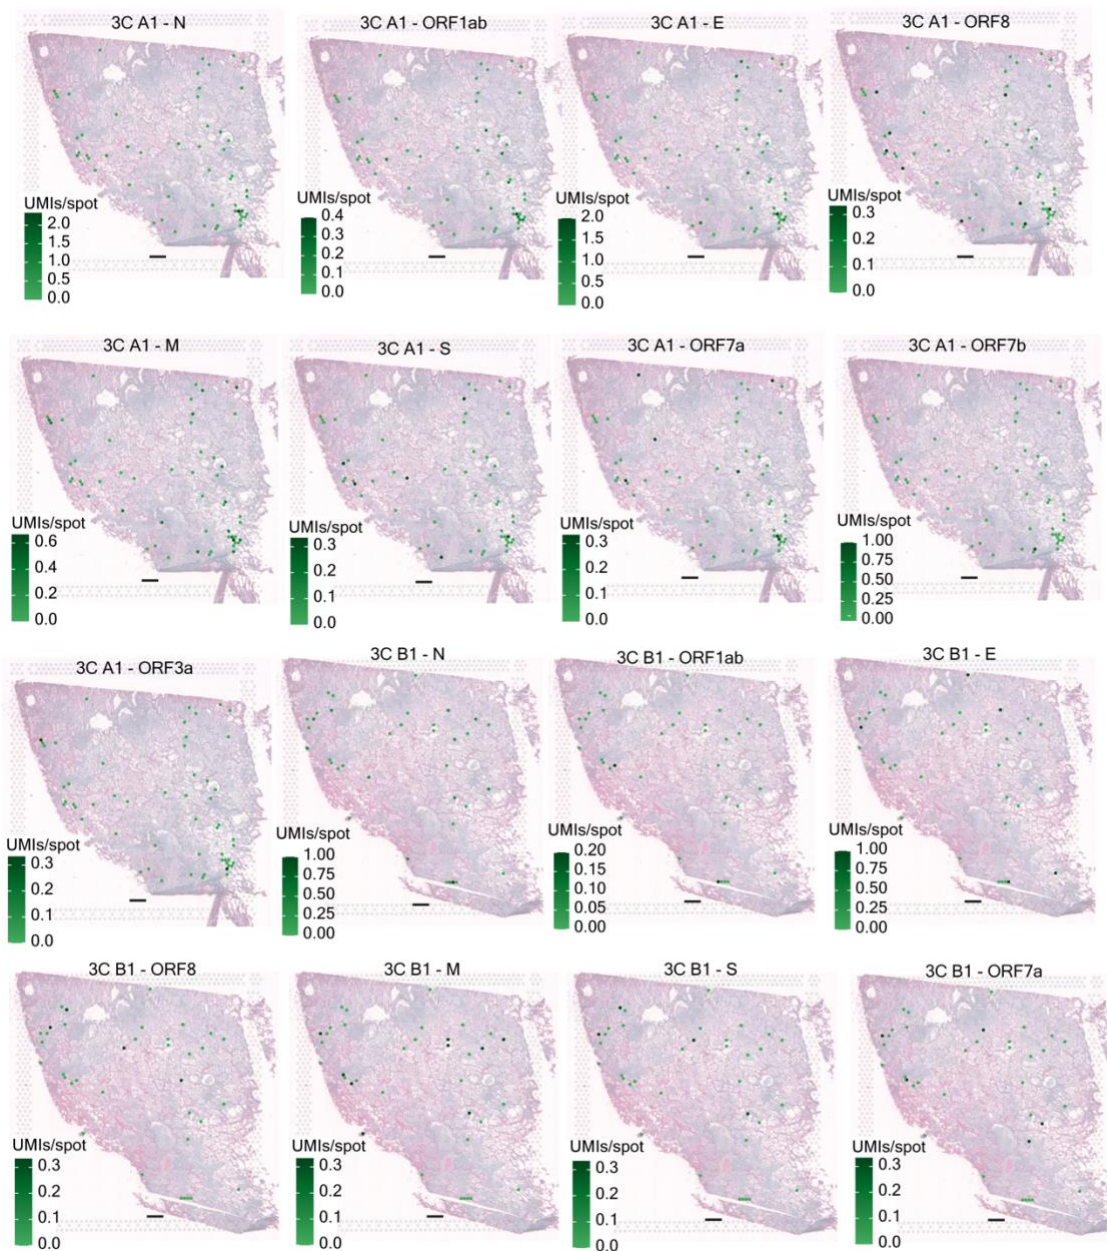 3C A1 - N
UMIs/spot
2.0
1.5
1.0
0.5
0.0
3C A1 - ORF1ab
UMIs/spot
0.4
0.3
0.2
0.1
0.0
3C A1 - E
UMIs/spot
2.0
1.5
1.0
0.5
0.0
3C A1 - ORF8
UMIs/spot
0.3
0.2
0.1
0.0
3C A1 - M
UMIs/spot
0.6
0.4
0.2
0.0
3C A1 - S
UMIs/spot
0.3
0.2
0.1
0.0
3C A1 - ORF7a
UMIs/spot
0.3
0.2
0.1
0.0
3C A1 - ORF7b
UMIs/spot
1.00
0.75
0.50
0.25
0.00
3C A1 - ORF3a
UMIs/spot
0.3
0.2
0.1
0.0
3C B1 - N
UMIs/spot
1.00
0.75
0.50
0.25
0.00
3C B1 - ORF1ab
UMIs/spot
0.20
0.15
0.10
0.05
0.00
3C B1 - E
UMIs/spot
1.00
0.75
0.50
0.25
0.00
3C B1 - ORF8
UMIs/spot
0.3
0.2
0.1
0.0
3C B1 - M
UMIs/spot
0.3
0.2
0.1
0.0
3C B1 - S
UMIs/spot
0.3
0.2
0.1
0.0
3C B1 - ORF7a
UMIs/spot
0.3
0.2
0.1
0.0